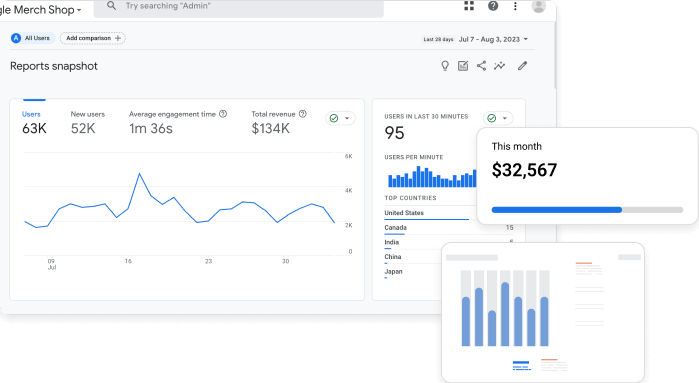 gle Merch Shop
Try searching "Admin"
A All Users
Add comparison +
Last 28 days Jul 7 - Aug 3, 2023
Reports snapshot
Users
63K
New users
52K
Average engagement time
1m 36s
Total revenue
$134K
6K
4K
2K
0
09
Jul
16
23
30
USERS IN LAST 30 MINUTES
95
USERS PER MINUTE
TOP COUNTRIES
United States
Canada 15
India
China
Japan
This month
$32,567